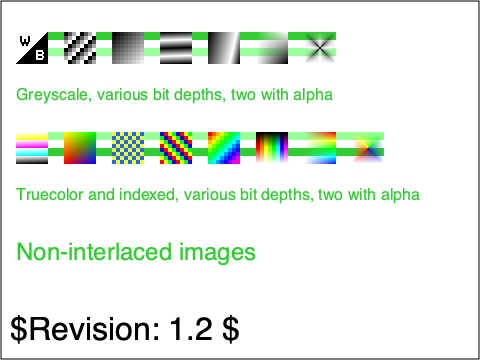 W
B
Greyscale, various bit depths, two with alpha
Truecolor and indexed, various bit depths, two with alpha
Non-interlaced images
$Revision: 1.2 $